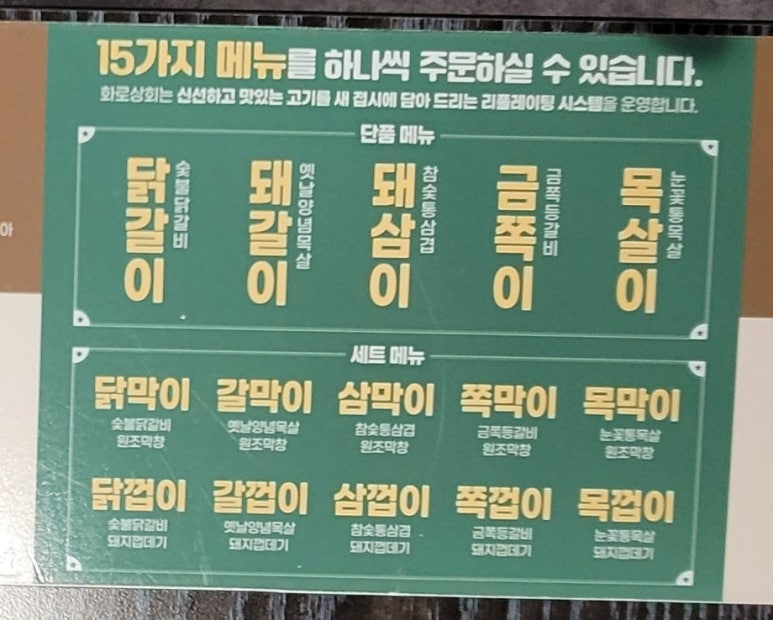 15가지 메뉴를 하나씩 주문하실 수 있습니다.
화로상회는 신선하고 맛있는 고기를 새 접시에 담아 드리는 리플레이팅 시스템을 운영합니다.
단품 메뉴
닭갈이
숯불닭갈비
돼갈이
옛날양념목살
돼삼이
참숯통삼겹
금쪽이
금쪽등갈비
목살이
눈꽃통목살
세트 메뉴
닭막이 갈막이 삼막이 쪽막이 목막이
숯불닭갈비 옛날양념목살 참숯통삼겹 금쪽등갈비 눈꽃통목살
원조막창 원조막창 원조막창 원조막창 원조막창
닭껍이 갈껍이 삼껍이 쪽껍이 목껍이
숯불닭갈비 옛날양념목살 참숯통삼겹 금쪽등갈비 눈꽃통목살
돼지껍데기 돼지껍데기 돼지껍데기 돼지껍데기 돼지껍데기
아